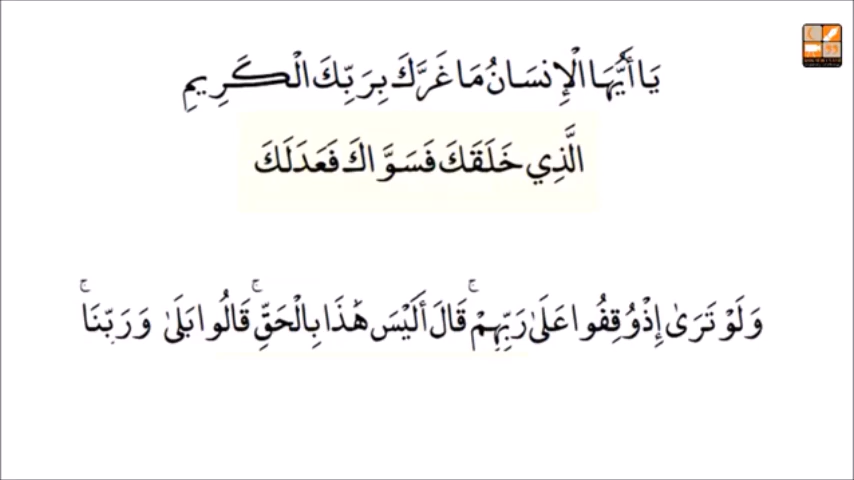 يَا أَيُّهَا الْإِنسَانُ مَا غَرَّكَ بِرَبِّكَ الْكَرِيمِ
الَّذِي خَلَقَكَ فَسَوَّاكَ فَعَدَلَكَ
وَلَوْ تَرَىٰ إِذْ وُقِفُوا عَلَىٰ رَبِّهِمْ ۚ قَالَ أَلَيْسَ هَٰذَا بِالْحَقِّ ۚ قَالُوا بَلَىٰ وَرَبِّنَا ۚ